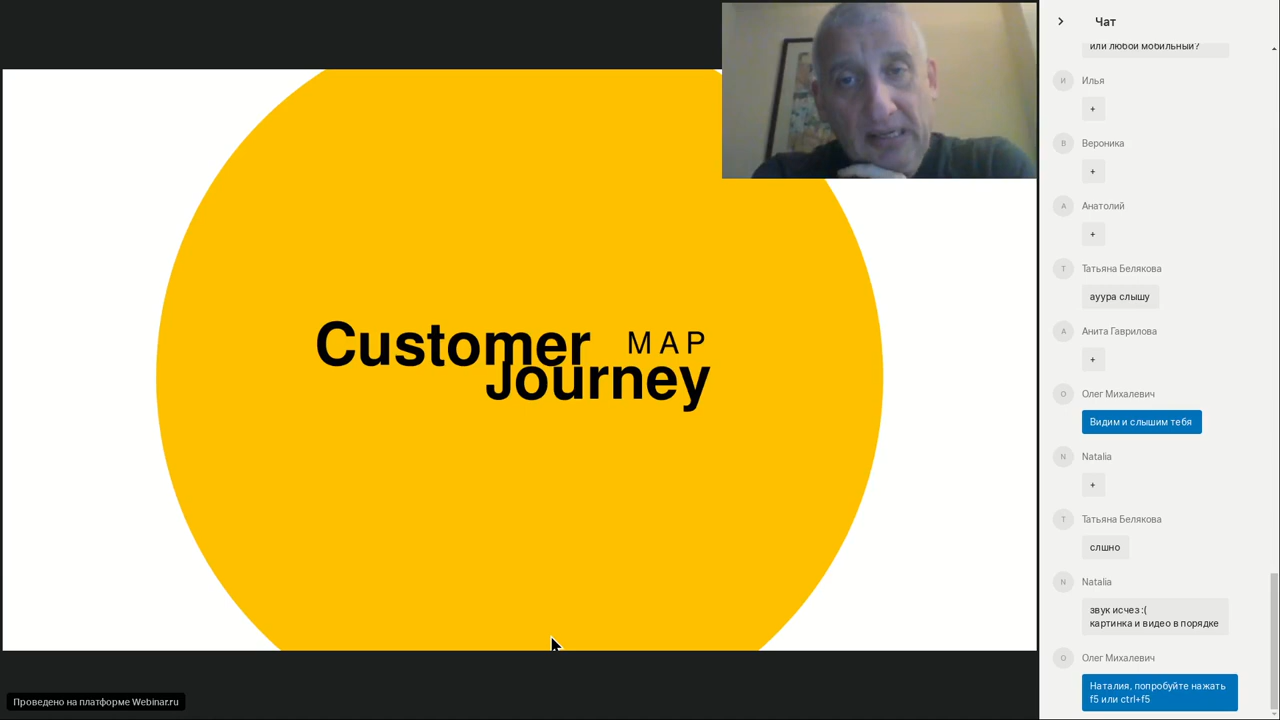 Customer MAP
Journey
Проведено на платформе Webinar.ru
Чат
или любой мобильный?
И
Илья
+
В
Вероника
+
А
Анатолий
+
Т
Татьяна Белякова
ауура слышу
А
Анита Гаврилова
+
О
Олег Михалевич
Видим и слышим тебя
N
Natalia
+
Т
Татьяна Белякова
слшно
N
Natalia
звук исчез :(
картинка и видео в порядке
О
Олег Михалевич
Наталия, попробуйте нажать
f5 или ctrl+f5